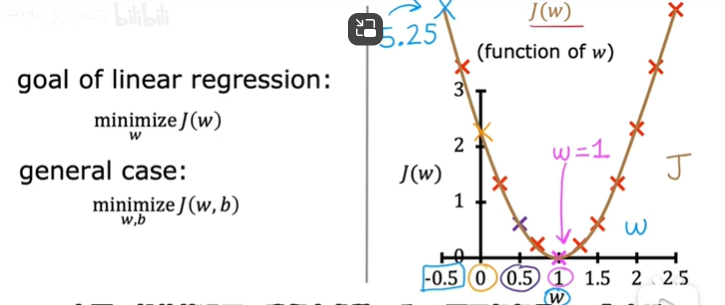 bilibili
goal of linear regression:
minimize J(w)
w
general case:
minimize J(w, b)
w,b
J(w)
5.25
(function of w)
3
2
w=1
J
J(w)
1
w
0
-0.5 0 0.5 1 1.5 2 2.5
w